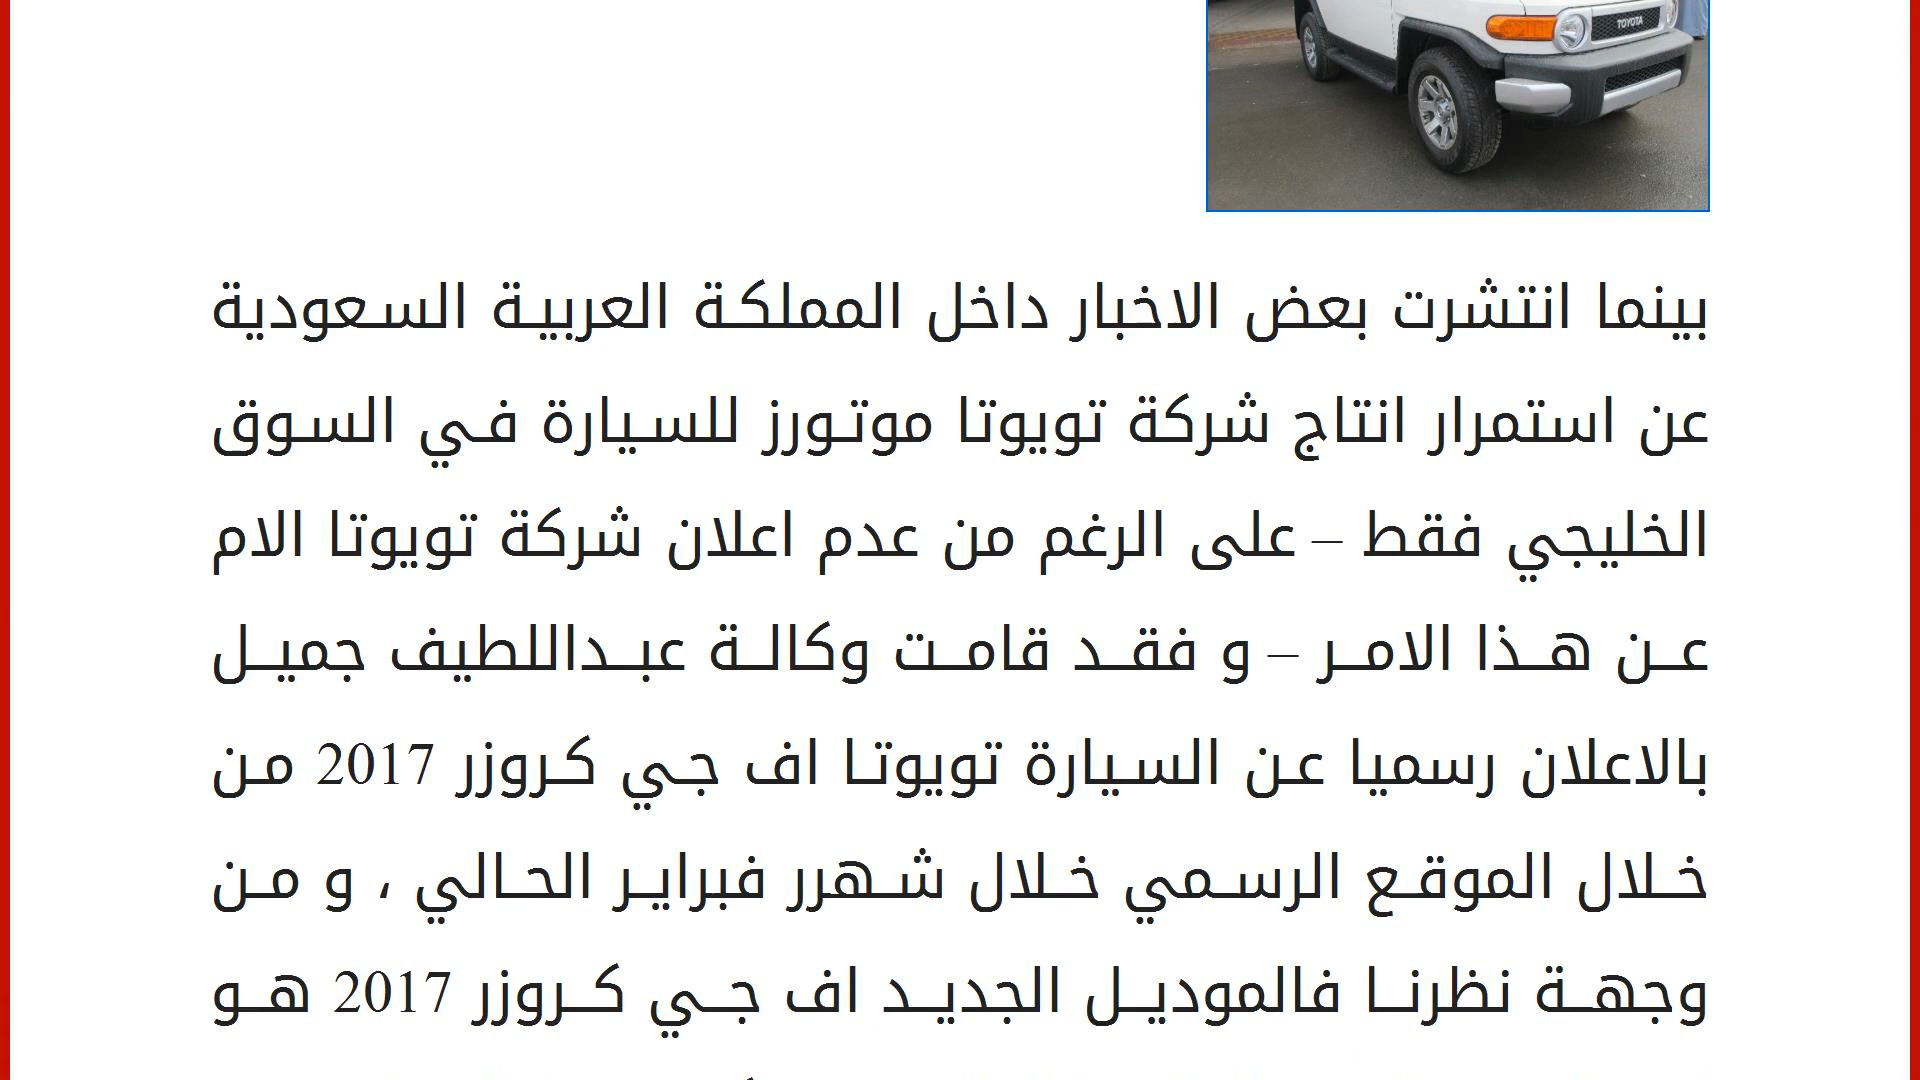 TOYOTA
بينما انتشرت بعض الاخبار داخل المملكة العربية السعودية
عن استمرار انتاج شركة تويوتا موتورز للسيارة في السوق
الخليجي فقط – على الرغم من عدم اعلان شركة تويوتا الام
عن هذا الامر – و فقد قامت وكالة عبداللطيف جميل
بالاعلان رسميا عن السيارة تويوتا اف جي كروزر 2017 من
خلال الموقع الرسمي خلال شهرر فبراير الحالي ، و من
وجهة نظرنا فالموديل الجديد اف جي كروزر 2017 هو